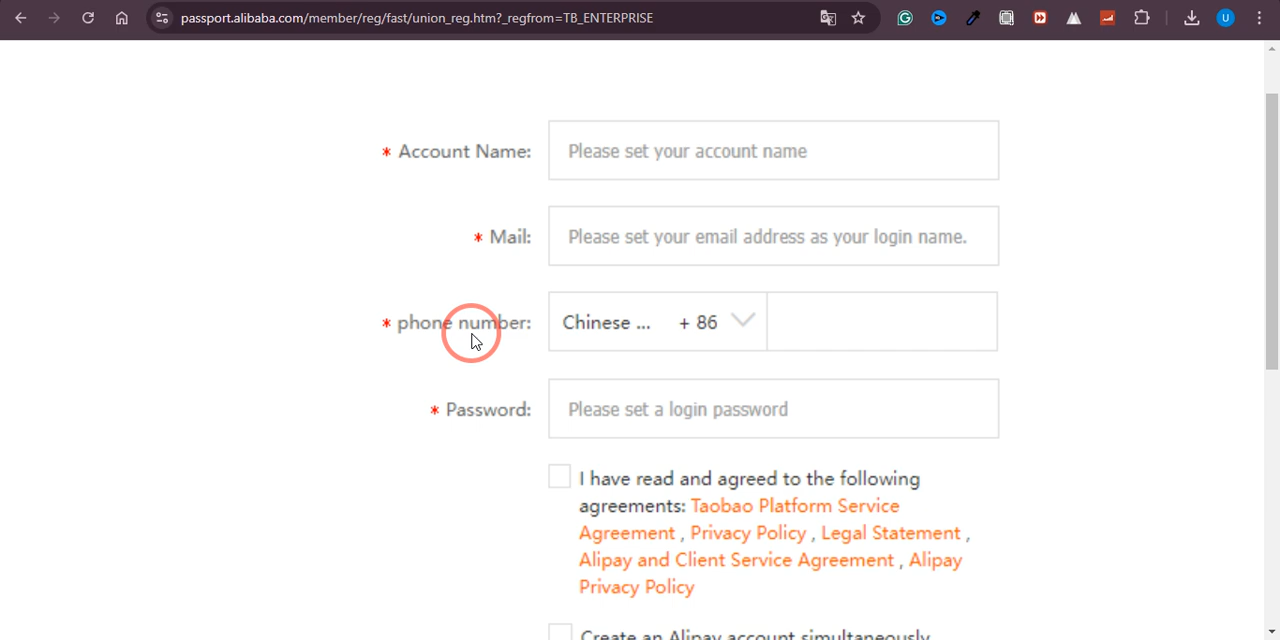 passport.alibaba.com/member/reg/fast/union_reg.htm?_regfrom=TB_ENTERPRISE
U
* Account Name: Please set your account name
* Mail: Please set your email address as your login name.
* phone number: Chinese ... + 86
* Password: Please set a login password
I have read and agreed to the following
agreements: Taobao Platform Service
Agreement , Privacy Policy , Legal Statement ,
Alipay and Client Service Agreement , Alipay
Privacy Policy
Create an Alipay account simultaneously